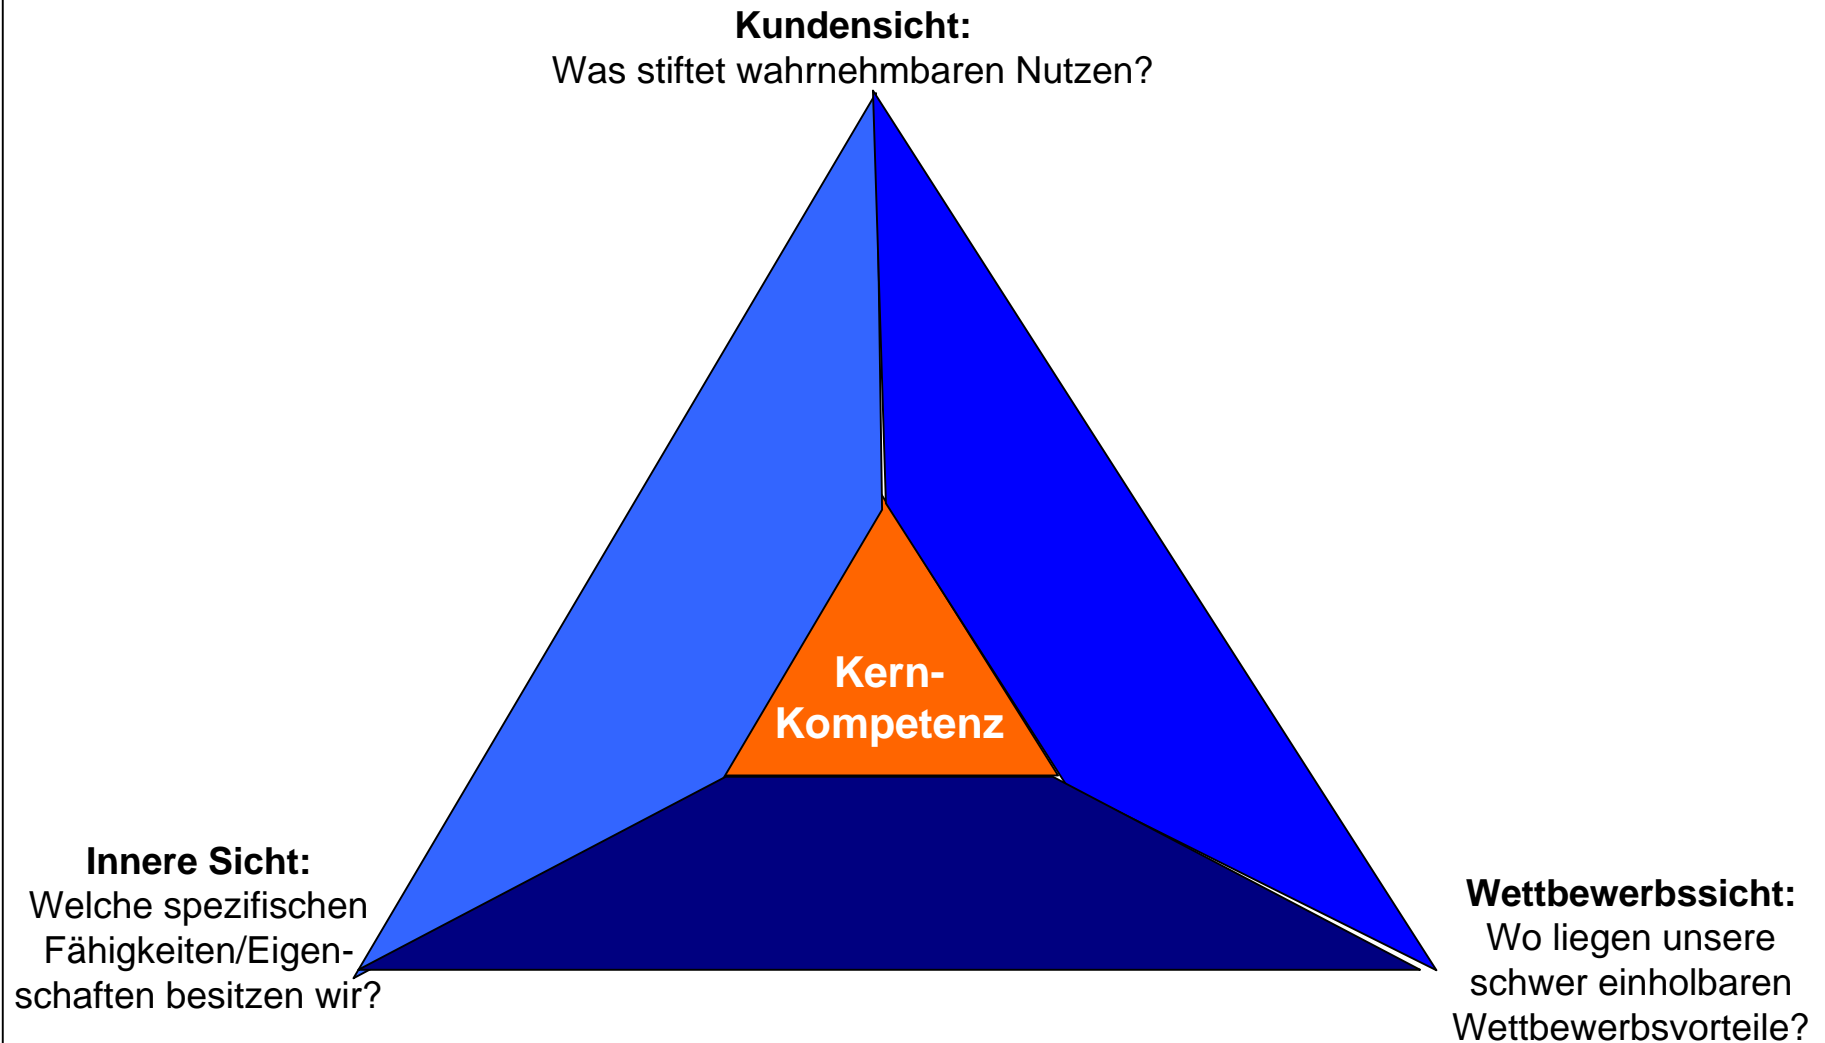 Kundensicht:
Was stiftet wahrnehmbaren Nutzen?
Kern-
Kompetenz
Innere Sicht:
Welche spezifischen
Fähigkeiten/Eigen-
schaften besitzen wir?
Wettbewerbssicht:
Wo liegen unsere
schwer einholbaren
Wettbewerbsvorteile?